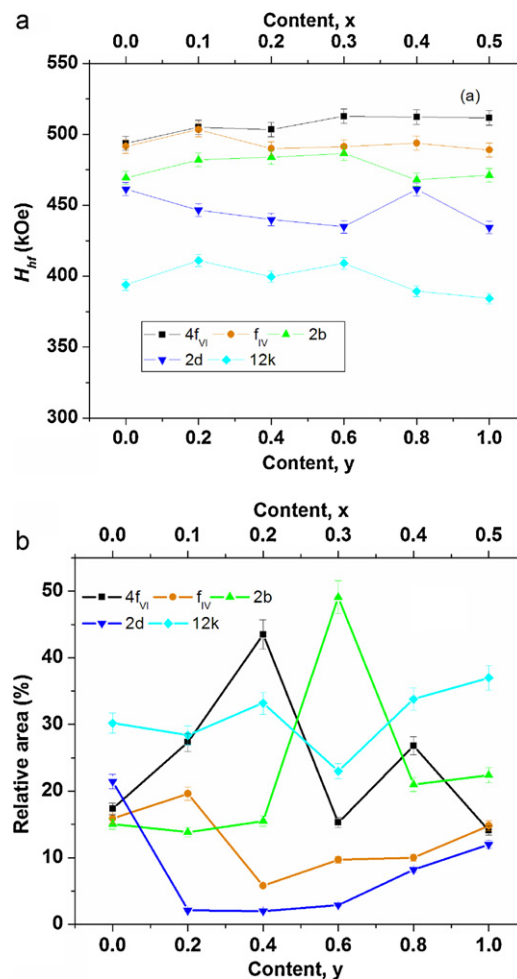 a
Content, x
0.0 0.1 0.2 0.3 0.4 0.5
(a)
550
500
450
400
350
300
H_hf (kOe)
4f_VI f_IV 2b
2d 12k
0.0 0.2 0.4 0.6 0.8 1.0
Content, y
b
Content, x
0.0 0.1 0.2 0.3 0.4 0.5
4f_VI f_IV 2b
2d 12k
50
40
30
20
10
0
Relative area (%)
0.0 0.2 0.4 0.6 0.8 1.0
Content, y